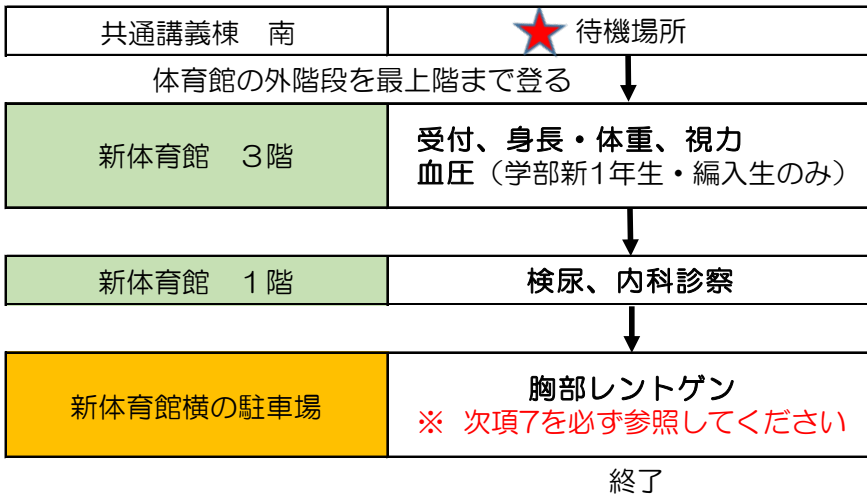 共通講義棟　南
待機場所
体育館の外階段を最上階まで登る
新体育館　３階
受付、身長・体重、視力
血圧（学部新1年生・編入生のみ）
新体育館　１階
検尿、内科診察
新体育館横の駐車場
胸部レントゲン
※ 次項7を必ず参照してください
終了